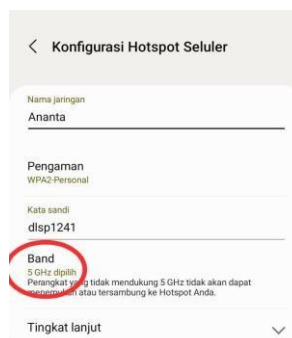 Konfigurasi Hotspot Seluler
Nama jaringan
Ananta
Pengaman
WPA2-Personal
Kata sandi
dlsp1241
Band
5 GHz dipilih
Perangkat yang tidak mendukung 5 GHz tidak akan dapat
menemukan atau tersambung ke Hotspot Anda.
Tingkat lanjut